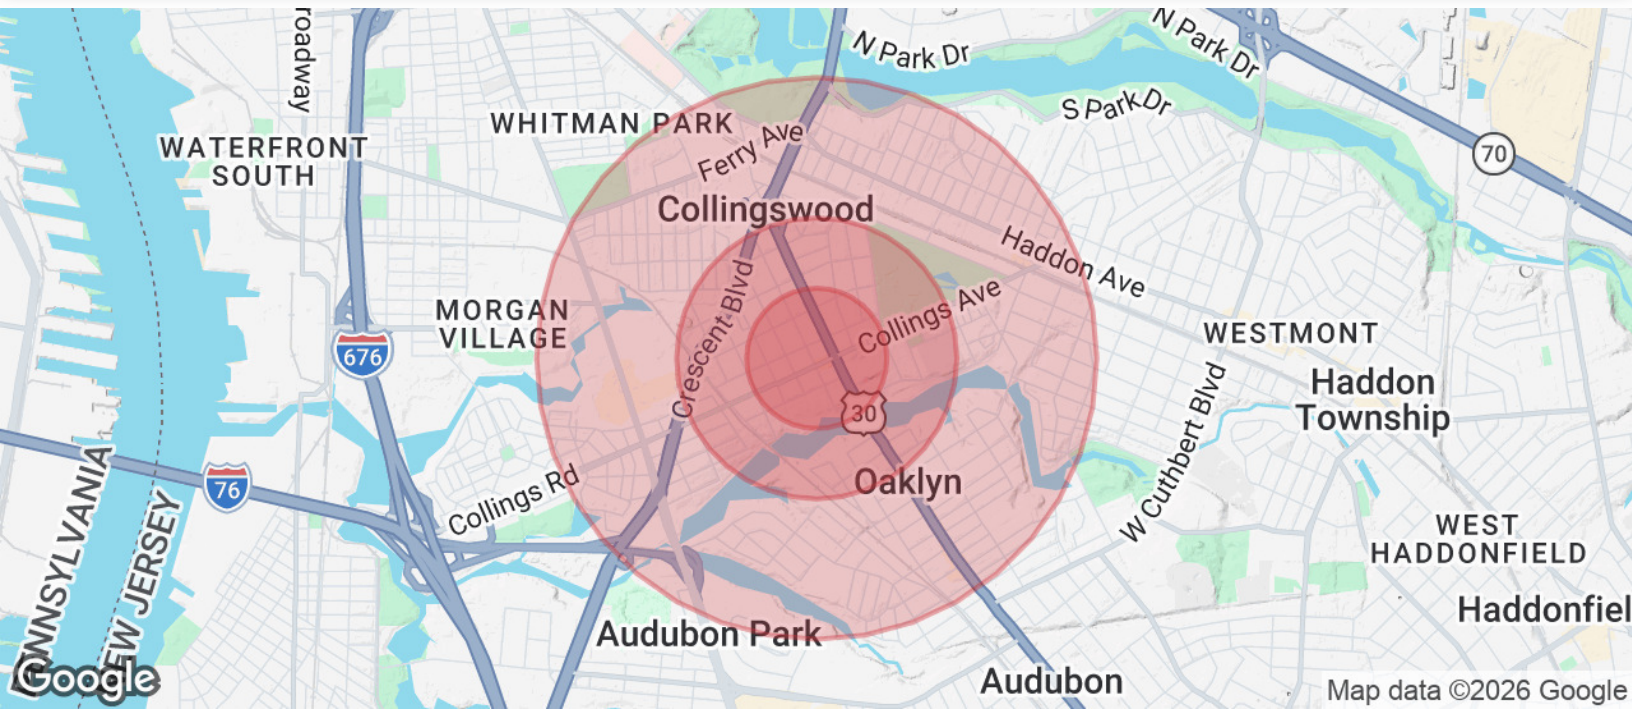 roadway
N Park Dr
N Park Dr
S Park Dr
WHITMAN PARK
Ferry Ave
70
WATERFRONT
SOUTH
Collingswood
Haddon Ave
Crescent Blvd
Collings Ave
MORGAN
VILLAGE
676
WESTMONT
Haddon
Township
30
W Cuthbert Blvd
Oaklyn
76
Collings Rd
PENNSYLVANIA
NEW JERSEY
WEST
HADDONFIELD
Haddonfiel
Audubon Park
Audubon
Google
Map data ©2026 Google